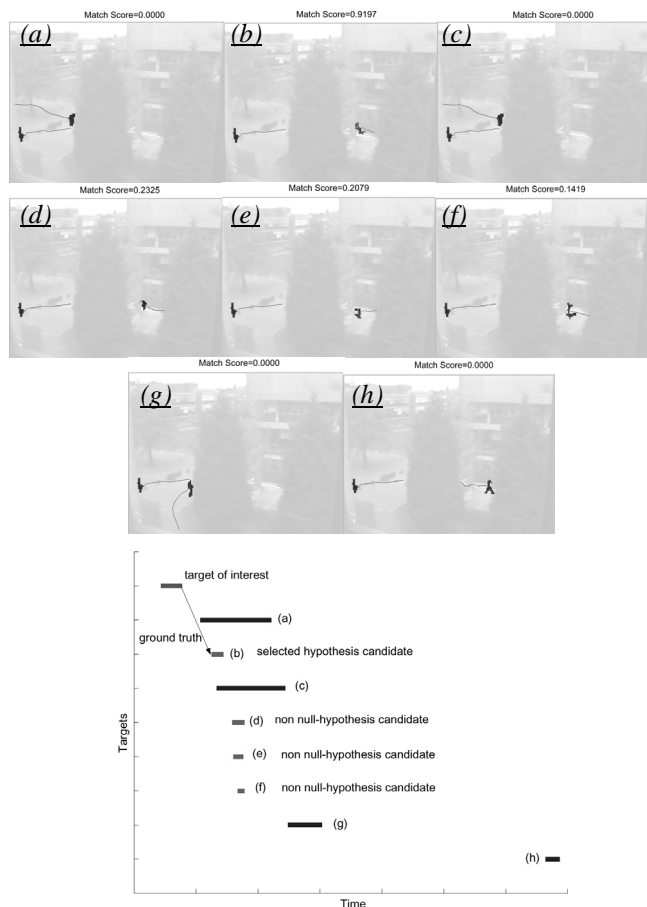 Match Score=0.0000
Match Score=0.9197
Match Score=0.0000
(a)
(b)
(c)
Match Score=0.2325
Match Score=0.2079
Match Score=0.1419
(d)
(e)
(f)
Match Score=0.0000
Match Score=0.0000
(g)
(h)
target of interest
(a)
ground truth
(b) selected hypothesis candidate
(c)
(d) non null-hypothesis candidate
(e) non null-hypothesis candidate
(f) non null-hypothesis candidate
(g)
(h)
Targets
Time